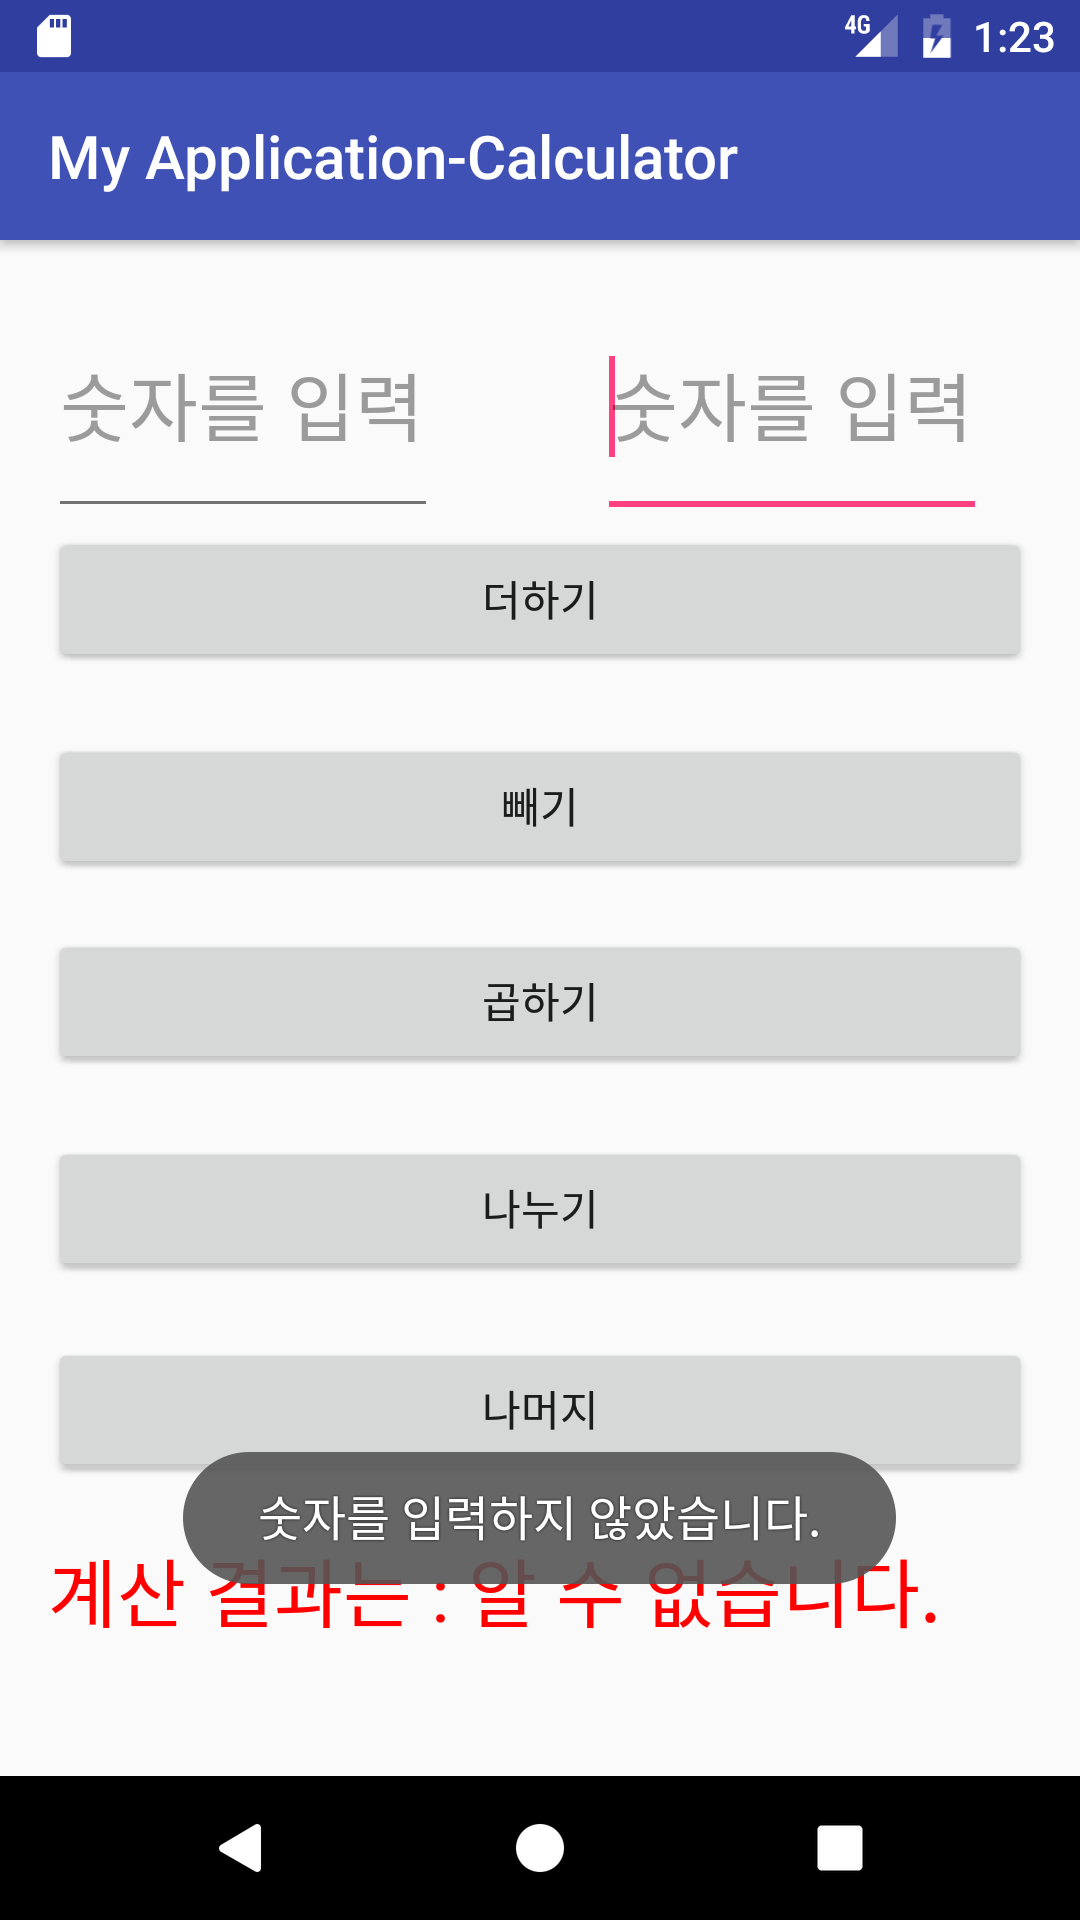 4G 1:23
My Application-Calculator
숫자를 입력 숫자를 입력
더하기
빼기
곱하기
나누기
나머지
숫자를 입력하지 않았습니다.
계산 결과는 : 알 수 없습니다.